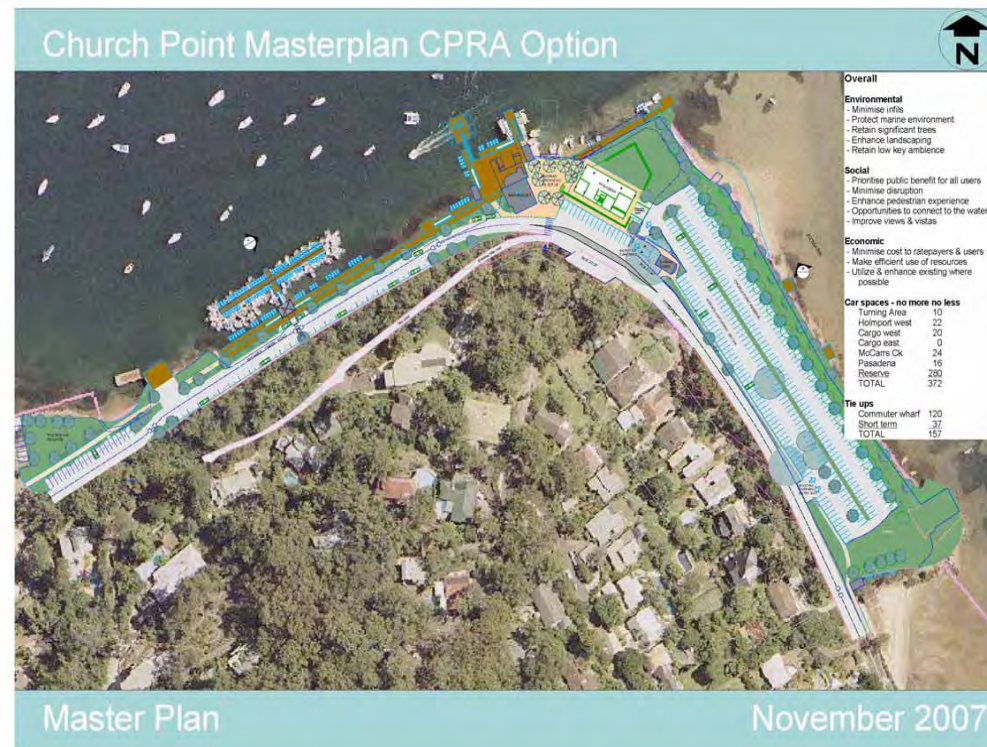 Church Point Masterplan CPRA Option
N
Overall
Environmental
- Minimise infils
- Protect marine environment
- Retain significant trees
- Enhance landscaping
- Retain low key ambience
Social
- Prioritise public benefit for all users
- Minimise disruption
- Enhance pedestrian experience
- Opportunities to connect to the water
- Improve views & vistas
Economic
- Minimise cost to ratepayers & users
- Make efficient use of resources
- Utilize & enhance existing where
possible
Car spaces - no more no less
Turning Area 10
Holmport west 22
Cargo west 20
Cargo east 0
McCarrs Ck 24
Pasadena 16
Reserve 280
TOTAL 372
Tie ups
Commuter wharf 120
Short term 37
TOTAL 157
Master Plan
November 2007